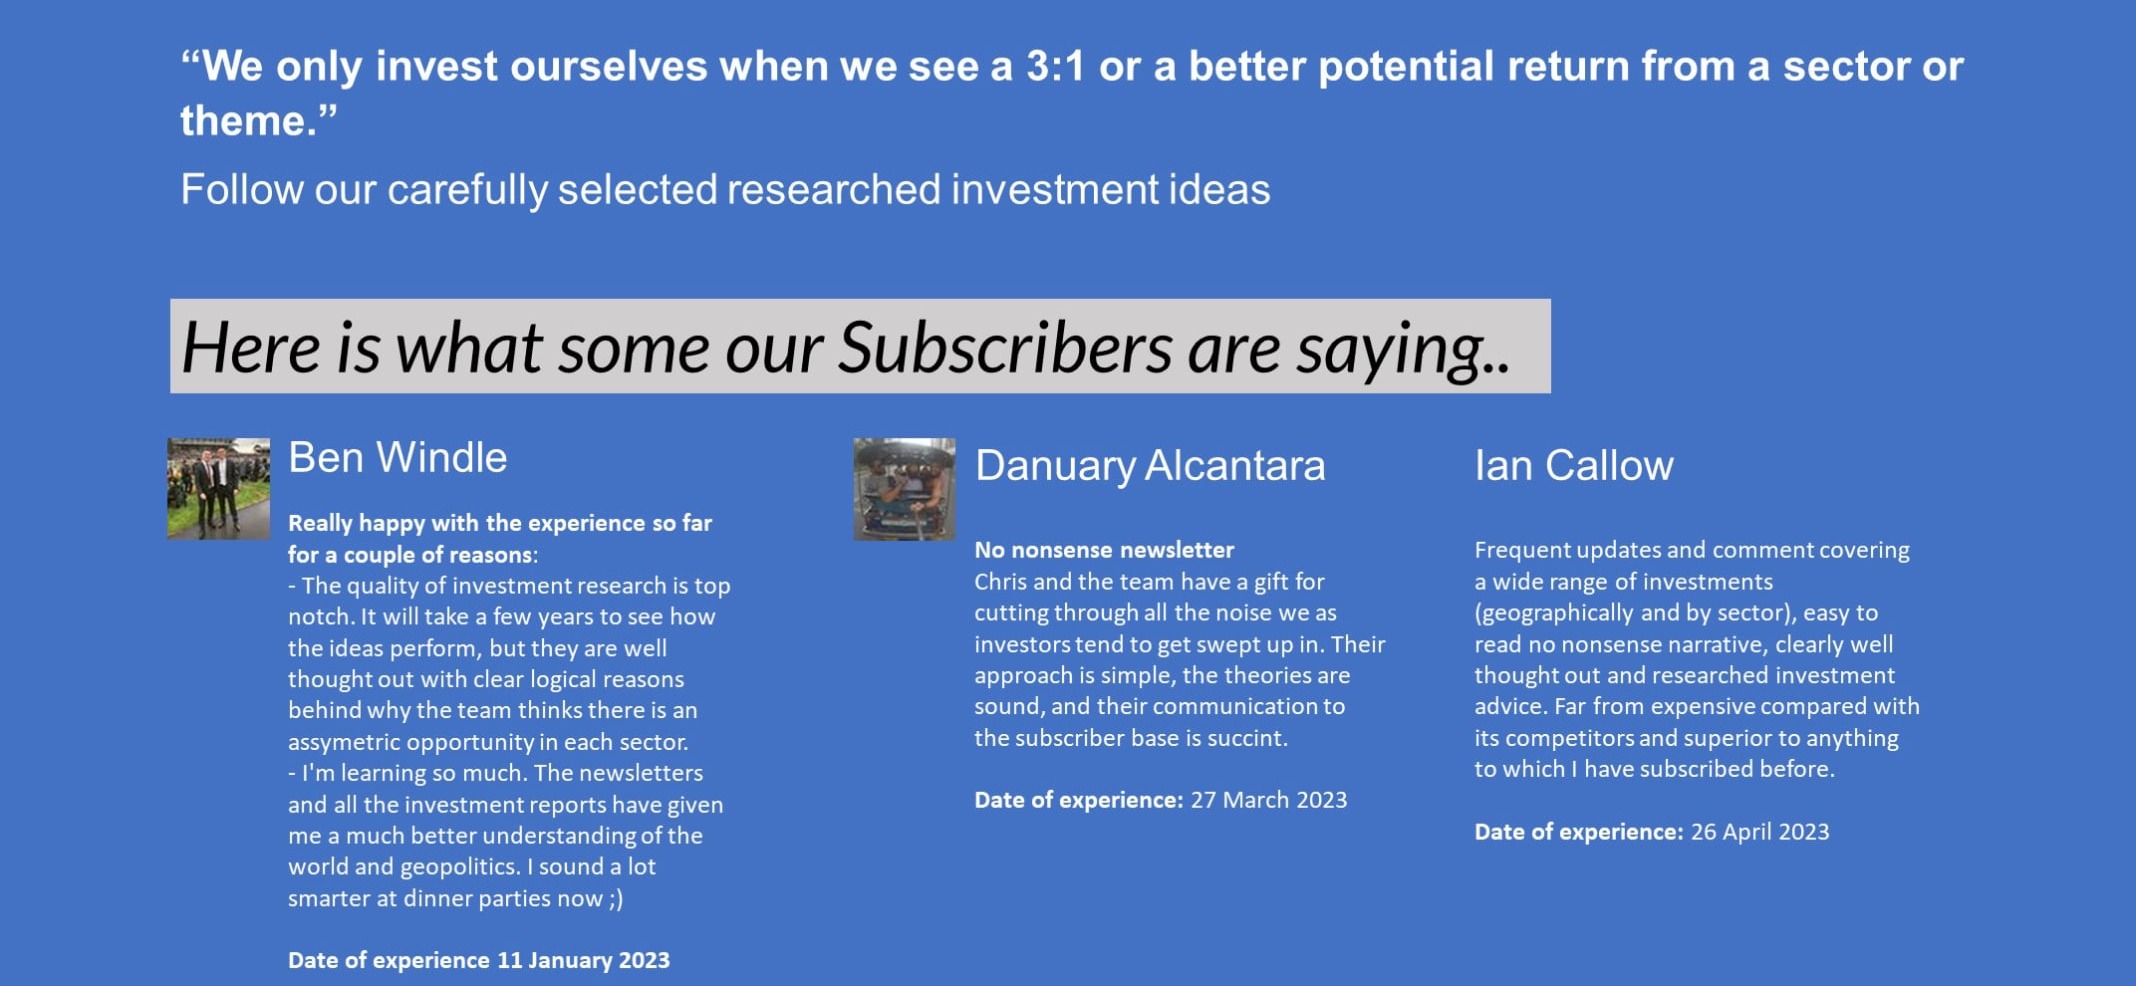 “We only invest ourselves when we see a 3:1 or a better potential return from a sector or
theme.”
Follow our carefully selected researched investment ideas
Here is what some our Subscribers are saying..
Ben Windle
Really happy with the experience so far
for a couple of reasons:
- The quality of investment research is top
notch. It will take a few years to see how
the ideas perform, but they are well
thought out with clear logical reasons
behind why the team thinks there is an
assymetric opportunity in each sector.
- I'm learning so much. The newsletters
and all the investment reports have given
me a much better understanding of the
world and geopolitics. I sound a lot
smarter at dinner parties now ;)
Date of experience 11 January 2023
Danuary Alcantara
No nonsense newsletter
Chris and the team have a gift for
cutting through all the noise we as
investors tend to get swept up in. Their
approach is simple, the theories are
sound, and their communication to
the subscriber base is succint.
Date of experience: 27 March 2023
Ian Callow
Frequent updates and comment covering
a wide range of investments
(geographically and by sector), easy to
read no nonsense narrative, clearly well
thought out and researched investment
advice. Far from expensive compared with
its competitors and superior to anything
to which I have subscribed before.
Date of experience: 26 April 2023